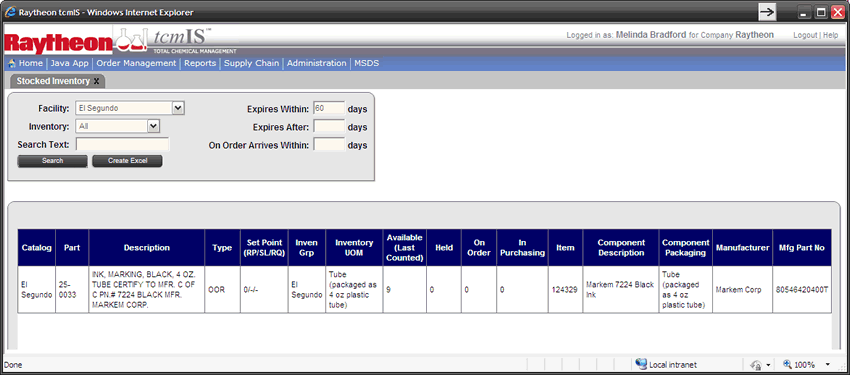 Raytheon tcmIS - Windows Internet Explorer
Raytheon tcmIS™
TOTAL CHEMICAL MANAGEMENT
Logged in as: Melinda Bradford for Company Raytheon
Logout | Help
Home | Java App | Order Management | Reports | Supply Chain | Administration | MSDS
Stocked Inventory x
Facility: El Segundo Expires Within: 60 days
Inventory: All Expires After: days
Search Text: On Order Arrives Within: days
Search Create Excel
Catalog Part Description Type Set Point (RP/SL/RQ) Inven Grp Inventory UOM Available (Last Counted) Held On Order In Purchasing Item Component Description Component Packaging Manufacturer Mfg Part No
El Segundo 25-0033 INK, MARKING, BLACK, 4 OZ. TUBE CERTIFY TO MFR. C OF C PN.# 7224 BLACK MFR. MARKEM CORP. OOR 0/-/- El Segundo Tube (packaged as 4 oz plastic tube) 9 0 0 0 124329 Markem 7224 Black Ink Tube (packaged as 4 oz plastic tube) Markem Corp 80546420400T
Done Local intranet 100%